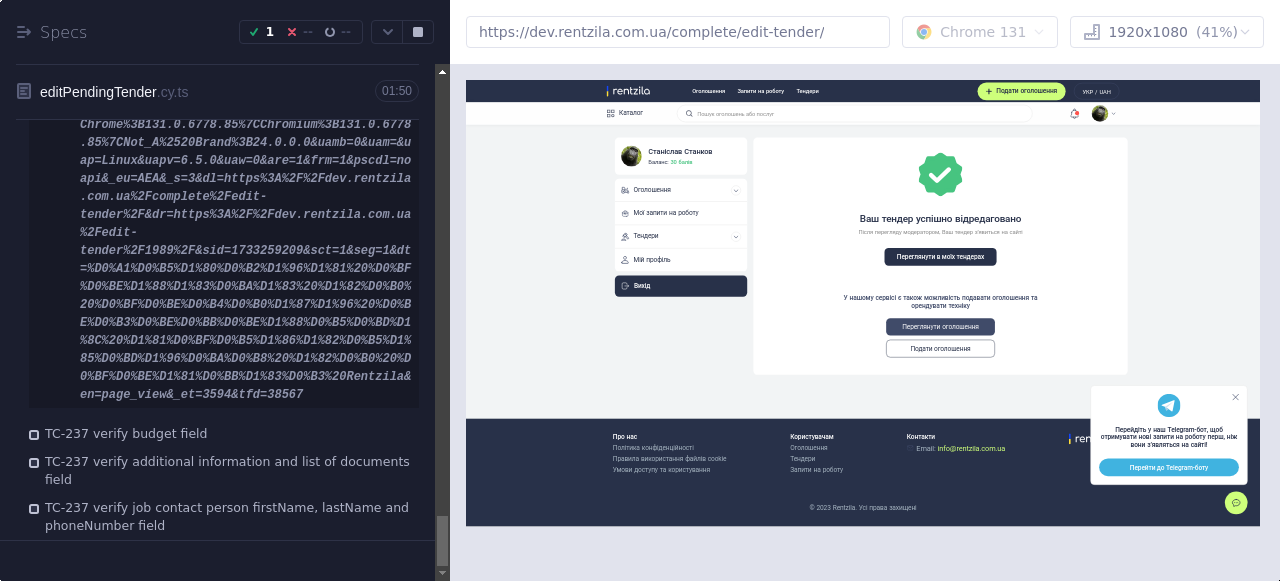 Specs
1
--
--
https://dev.rentzila.com.ua/complete/edit-tender/
Chrome 131
1920x1080 (41%)
editPendingTender.cy.ts
01:50
Chrome%3B131.0.6778.85%7CChromium%3B131.0.6778
.85%7CNot_A%2520Brand%3B24.0.0.0&uamb=0&uam=&u
ap=Linux&uapv=6.5.0&uaw=0&are=1&frm=1&pscdl=no
api&_eu=AEA&_s=3&dl=https%3A%2F%2Fdev.rentzila
.com.ua%2Fcomplete%2Fedit-
tender%2F&dr=https%3A%2F%2Fdev.rentzila.com.ua
%2Fedit-
tender%2F1989%2F&sid=1733259209&sct=1&seg=1&dt
=%D0%A1%D0%B5%D1%80%D0%B2%D1%96%D1%81%20%D0%BF
%D0%BE%D1%88%D1%83%D0%BA%D1%83%20%D1%82%D0%B0%
20%D0%BF%D0%BE%D0%B4%D0%B0%D1%87%D1%96%20%D0%B
E%D0%B3%D0%BE%D0%BB%D0%BE%D1%88%D0%B5%D0%BD%D1
%8C%20%D1%81%D0%BF%D0%B5%D1%86%D1%82%D0%B5%D1%
85%D0%BD%D1%96%D0%BA%D0%B8%20%D1%82%D0%B0%20%D
0%BF%D0%BE%D1%81%D0%BB%D1%83%D0%B3%20Rentzila&
en=page_view&_et=3594&tfd=38567
TC-237 verify budget field
TC-237 verify additional information and list of documents
field
TC-237 verify job contact person firstName, lastName and
phoneNumber field
rentzila
Оголошення
Запити на роботу
Тендери
+ Подати оголошення
УКР / UAH
Каталог
Пошук оголошень або послуг
Станіслав Станков
Баланс: 30 балів
Оголошення
Мої запити на роботу
Тендери
Мій профіль
Вихід
Ваш тендер успішно відредаговано
Після перегляду модератором, Ваш тендер з'явиться на сайті
Переглянути в моїх тендерах
У нашому сервісі є також можливість подавати оголошення та
орендувати техніку
Переглянути оголошення
Подати оголошення
Про нас
Політика конфіденційності
Правила використання файлів cookie
Умови доступу та користування
Користувачам
Оголошення
Тендери
Запити на роботу
Контакти
Email: info@rentzila.com.ua
ren
Перейдіть у наш Telegram-бот, щоб
отримувати нові запити на роботу перш, ніж
вони з'являться на сайті!
Перейти до Telegram-боту
© 2023 Rentzila. Усі права захищені